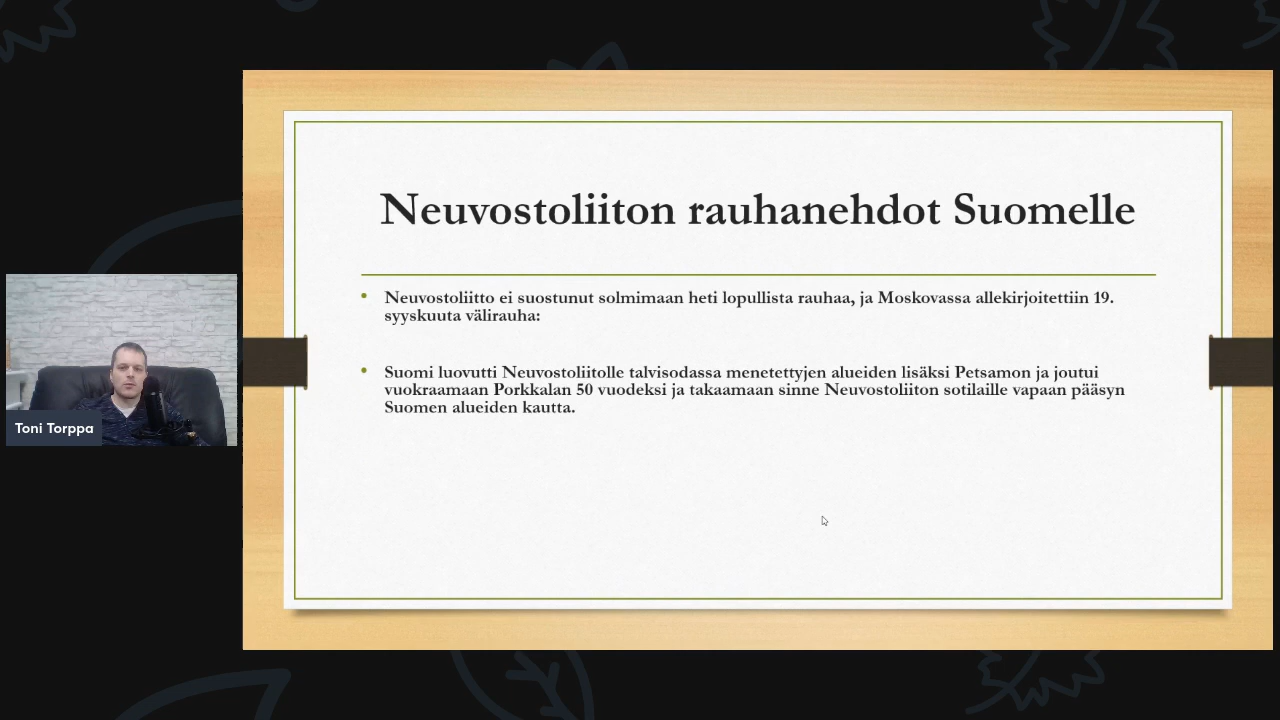 Neuvostoliiton rauhanehdot Suomelle
• Neuvostoliitto ei suostunut solmimaan heti lopullista rauhaa, ja Moskovassa allekirjoitettiin 19.
syyskuuta välirauha:
• Suomi luovutti Neuvostoliitolle talvisodassa menetettyjen alueiden lisäksi Petsamon ja joutui
vuokraamaan Porkkalan 50 vuodeksi ja takaamaan sinne Neuvostoliiton sotilaille vapaan pääsyn
Suomen alueiden kautta.
Toni Torppa